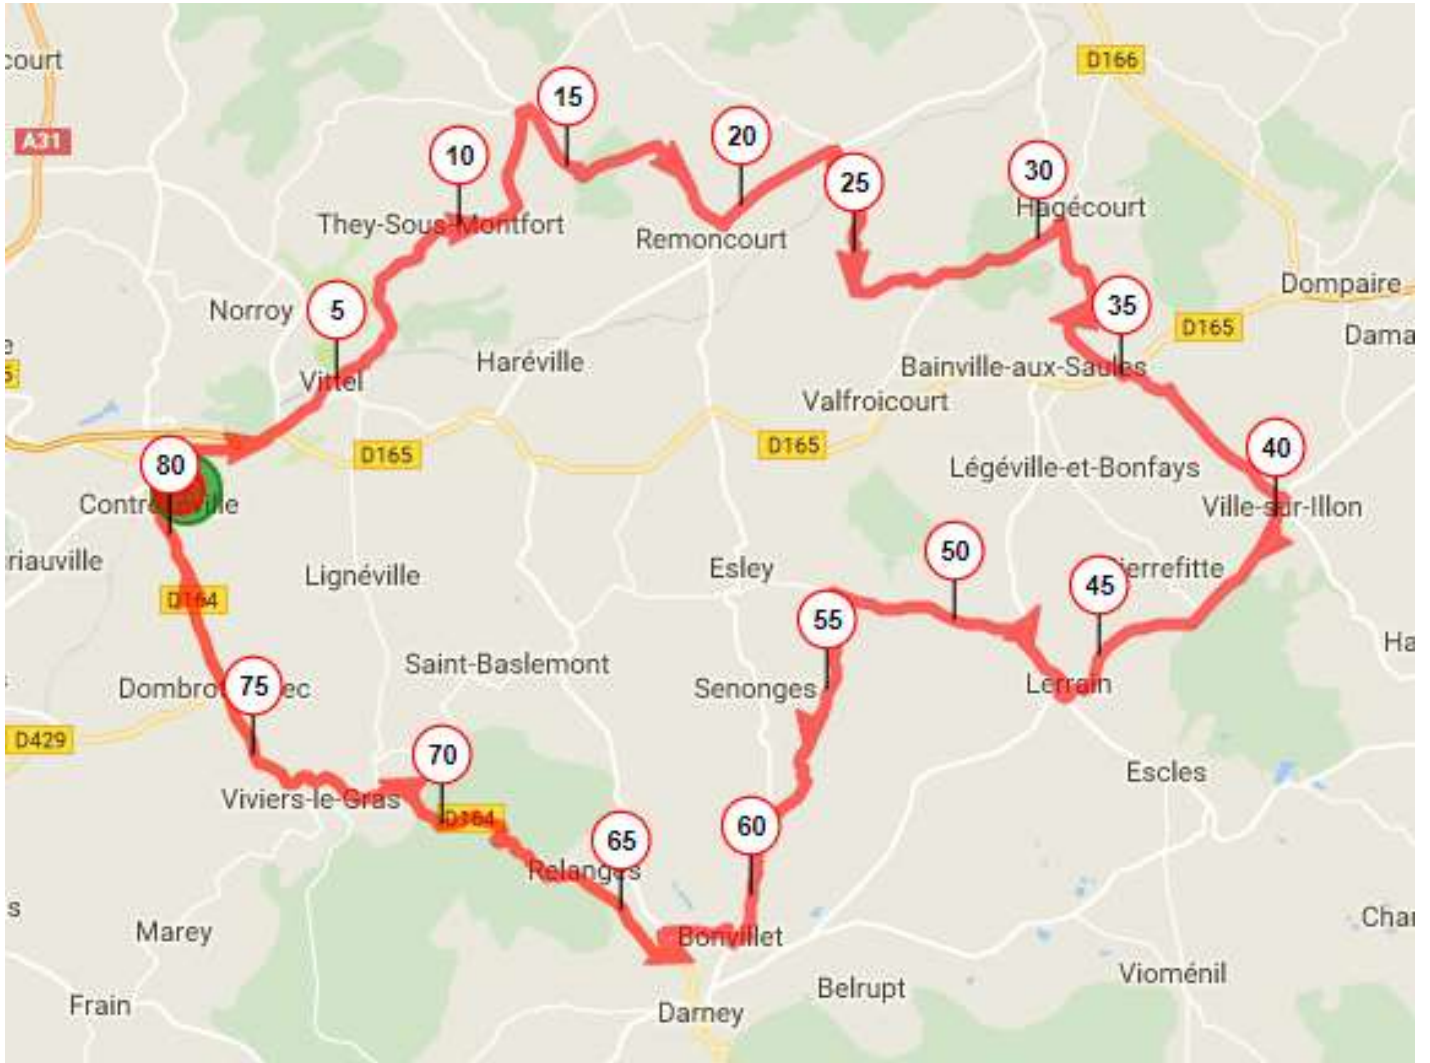 court
D166
15
A31
20
10
25
30
Hagécourt
They-Sous-Montfort
Remoncourt
Dompaire
Norroy
5
35
D165
Dama
Haréville
Bainville-aux-Saules
Vittel
Valfroicourt
D165
D165
40
80
Légéville-et-Bonfays
Ville-sur-Illon
50
riauville
Lignéville
Esley
45
ierrefitte
D164
55
Ha
Saint-Baslemont
Senonges
Lerrain
75
D429
70
Escles
Viviers-le-Gras
D164
60
65
Relanges
s
Char
Marey
Bonvillet
Vioménil
Belrupt
Frain
Darney